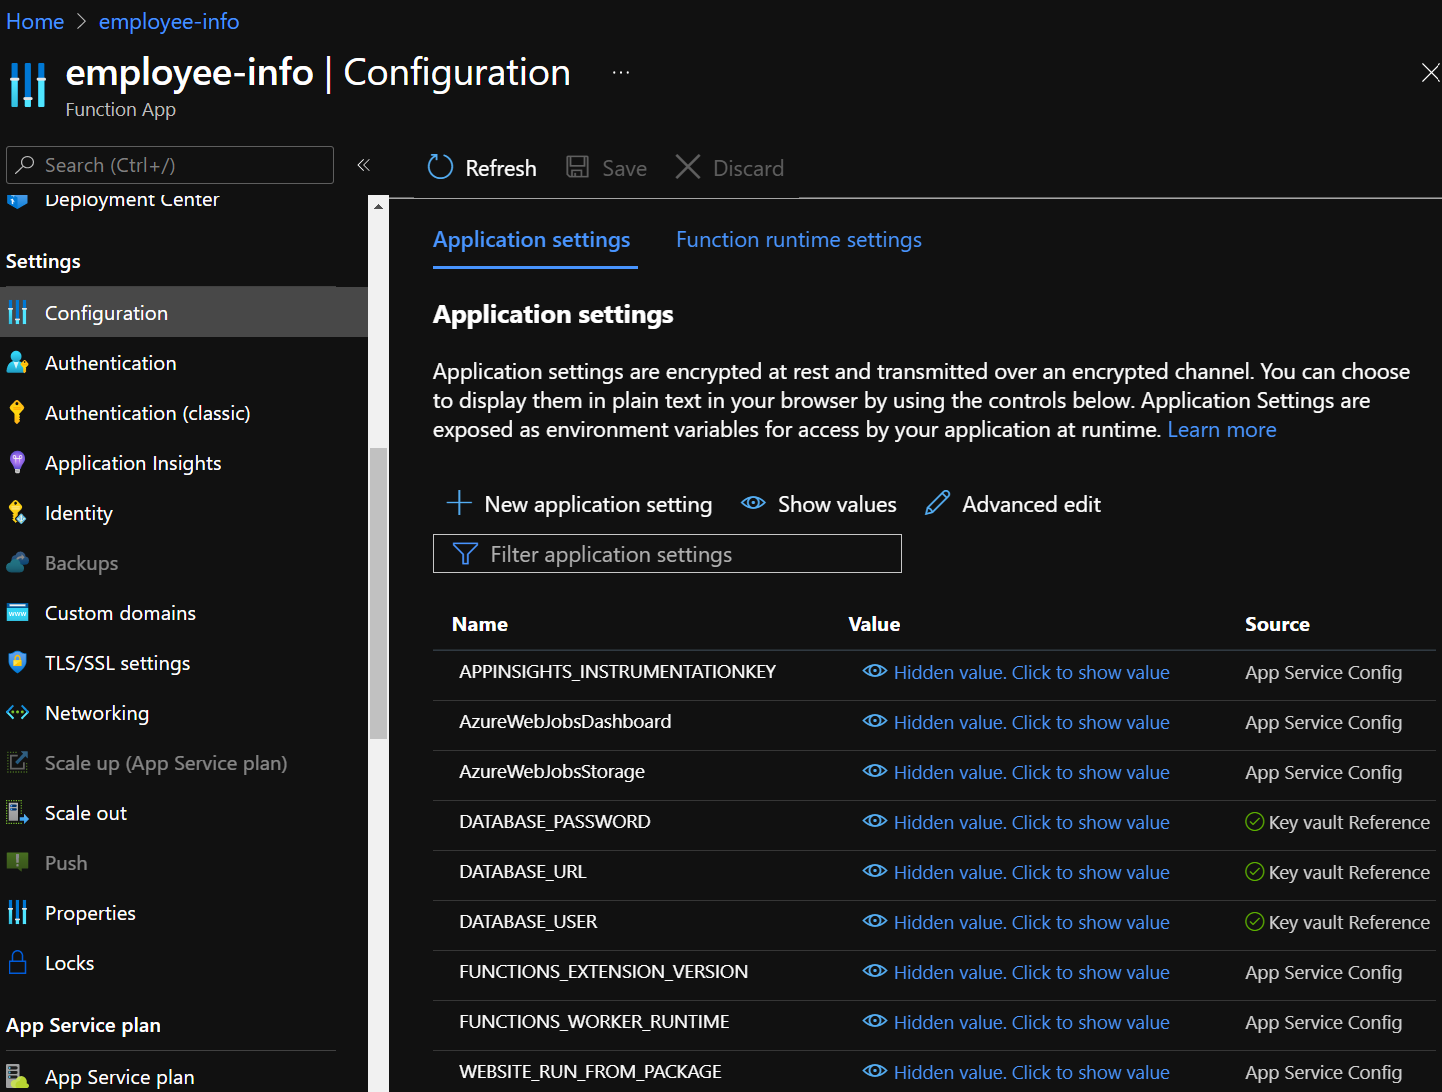 Home > employee-info
employee-info | Configuration ...
Function App
Search (Ctrl+/)
«
Refresh
Save
Discard
Deployment Center
Settings
Configuration
Authentication
Authentication (classic)
Application Insights
Identity
Backups
Custom domains
TLS/SSL settings
Networking
Scale up (App Service plan)
Scale out
Push
Properties
Locks
App Service plan
App Service plan
Application settings
Function runtime settings
Application settings
Application settings are encrypted at rest and transmitted over an encrypted channel. You can choose
to display them in plain text in your browser by using the controls below. Application Settings are
exposed as environment variables for access by your application at runtime. Learn more
New application setting
Show values
Advanced edit
Filter application settings
Name Value Source
APPINSIGHTS_INSTRUMENTATIONKEY Hidden value. Click to show value App Service Config
AzureWebJobsDashboard Hidden value. Click to show value App Service Config
AzureWebJobsStorage Hidden value. Click to show value App Service Config
DATABASE_PASSWORD Hidden value. Click to show value Key vault Reference
DATABASE_URL Hidden value. Click to show value Key vault Reference
DATABASE_USER Hidden value. Click to show value Key vault Reference
FUNCTIONS_EXTENSION_VERSION Hidden value. Click to show value App Service Config
FUNCTIONS_WORKER_RUNTIME Hidden value. Click to show value App Service Config
WEBSITE_RUN_FROM_PACKAGE Hidden value. Click to show value App Service Config